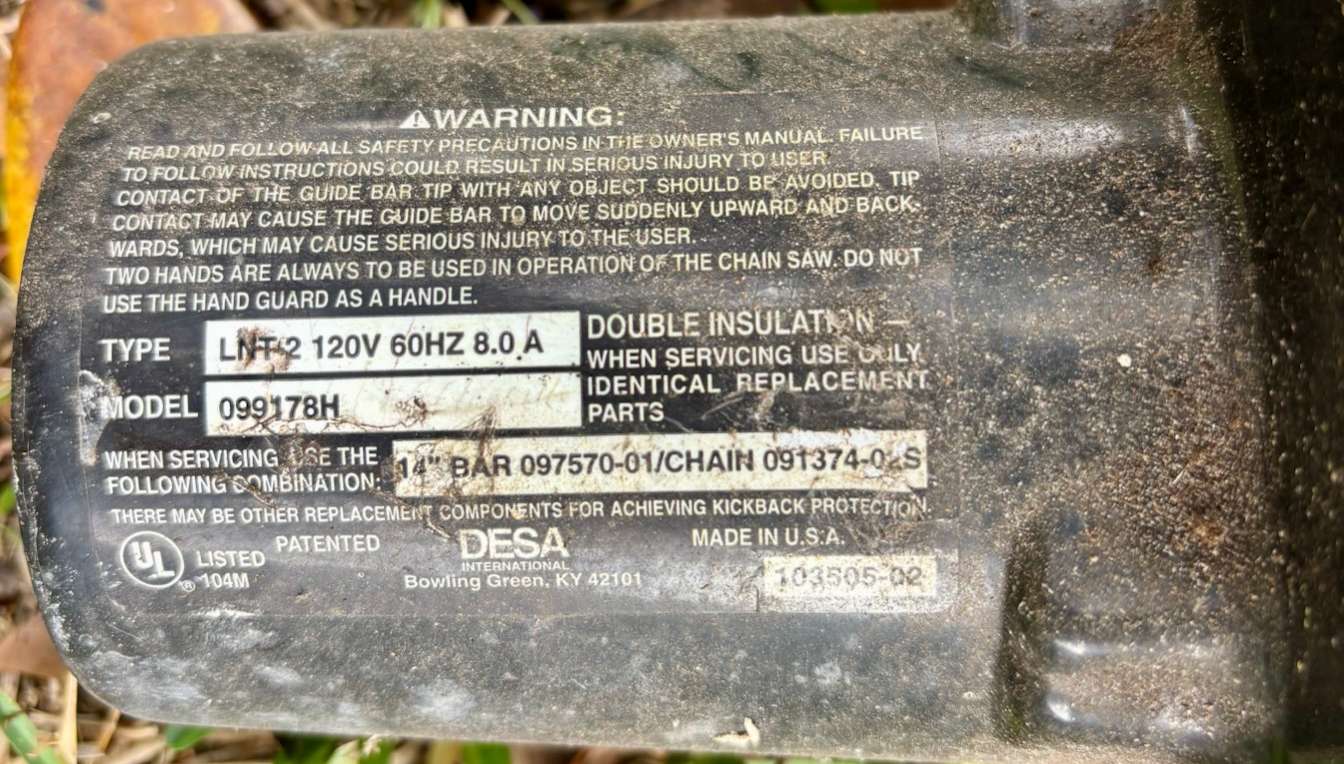 WARNING:
READ AND FOLLOW ALL SAFETY PRECAUTIONS IN THE OWNER'S MANUAL. FAILURE
TO FOLLOW INSTRUCTIONS COULD RESULT IN SERIOUS INJURY TO USER
CONTACT OF THE GUIDE BAR TIP WITH ANY OBJECT SHOULD BE AVOIDED. TIP
CONTACT MAY CAUSE THE GUIDE BAR TO MOVE SUDDENLY UPWARD AND BACK-
WARDS, WHICH MAY CAUSE SERIOUS INJURY TO THE USER.
TWO HANDS ARE ALWAYS TO BE USED IN OPERATION OF THE CHAIN SAW. DO NOT
USE THE HAND GUARD AS A HANDLE.
TYPE LNT-2 120V 60HZ 8.0 A
MODEL 099178H
DOUBLE INSULATION —
WHEN SERVICING USE ONLY
IDENTICAL REPLACEMENT
PARTS
WHEN SERVICING USE THE
FOLLOWING COMBINATION:
14" BAR 097570-01/CHAIN 091374-02S
THERE MAY BE OTHER REPLACEMENT COMPONENTS FOR ACHIEVING KICKBACK PROTECTION.
UL ® LISTED
104M
PATENTED
DESA
INTERNATIONAL
Bowling Green, KY 42101
MADE IN U.S.A.
103505-02